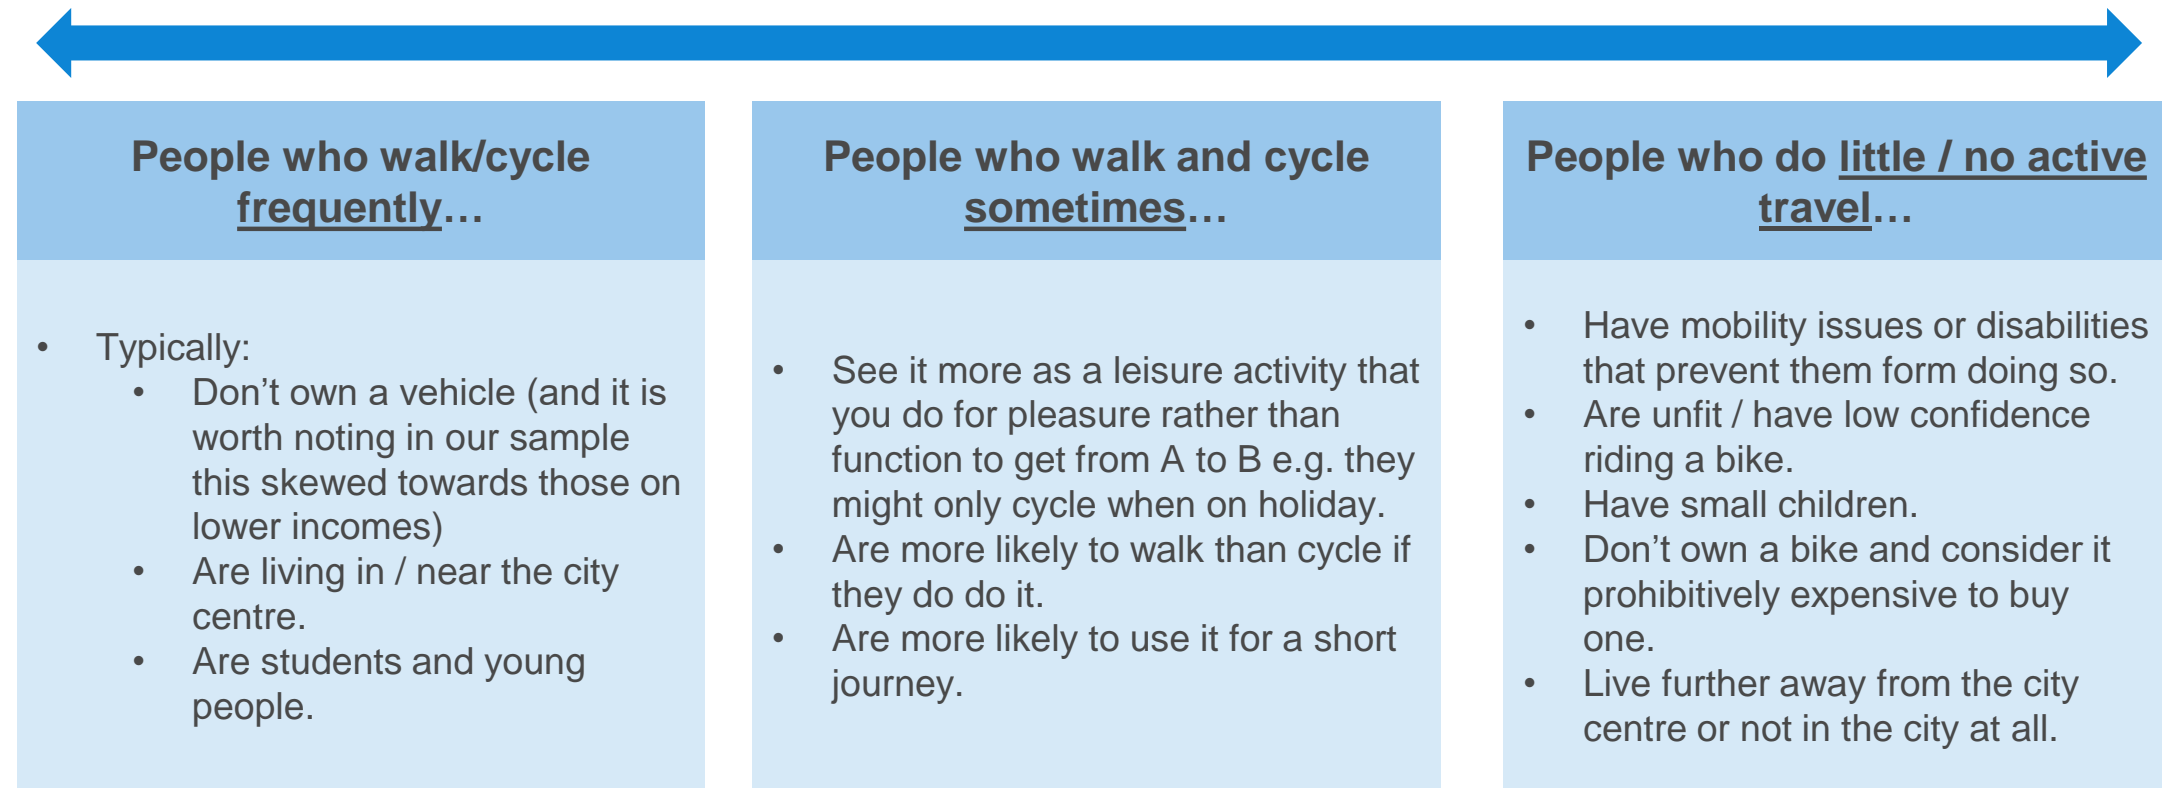 People who walk/cycle
frequently…
• Typically:
• Don’t own a vehicle (and it is
worth noting in our sample
this skewed towards those on
lower incomes)
• Are living in / near the city
centre.
• Are students and young
people.
People who walk and cycle
sometimes…
• See it more as a leisure activity that
you do for pleasure rather than
function to get from A to B e.g. they
might only cycle when on holiday.
• Are more likely to walk than cycle if
they do do it.
• Are more likely to use it for a short
journey.
People who do little / no active
travel…
• Have mobility issues or disabilities
that prevent them form doing so.
• Are unfit / have low confidence
riding a bike.
• Have small children.
• Don’t own a bike and consider it
prohibitively expensive to buy
one.
• Live further away from the city
centre or not in the city at all.